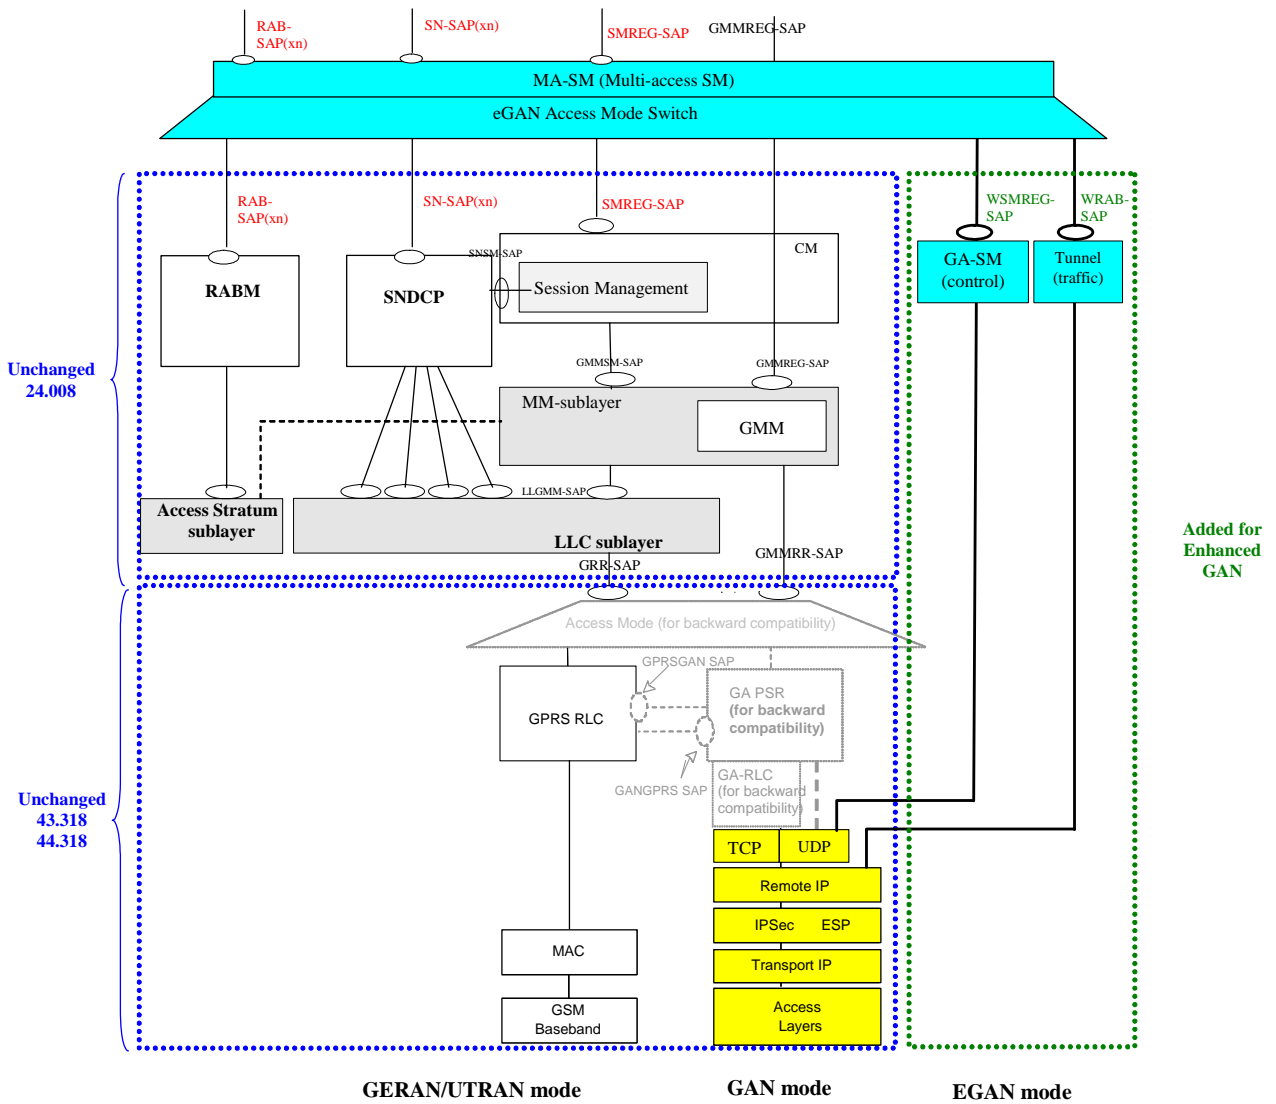 RAB-
SAP(xn)
SN-SAP(xn)
SMREG-SAP
GMMREG-SAP
MA-SM (Multi-access SM)
eGAN Access Mode Switch
RAB-
SAP(xn)
SN-SAP(xn)
SMREG-SAP
WSMREG-
SAP
WRAB-
SAP
SNSM-SAP
CM
RABM
SNDCP
Session Management
GA-SM
(control)
Tunnel
(traffic)
Unchanged
24.008
GMMSM-SAP
GMMREG-SAP
MM-sublayer
GMM
LLGMM-SAP
Access Stratum
sublayer
LLC sublayer
GRR-SAP
GMMRR-SAP
Added for
Enhanced
GAN
Access Mode (for backward compatibility)
GPRSGAN SAP
GPRS RLC
GA PSR
(for backward
compatibility)
GANGPRS SAP
GA-RLC
(for backward
compatibility)
Unchanged
43.318
44.318
TCP
UDP
Remote IP
IPSec ESP
Transport IP
Access
Layers
MAC
GSM
Baseband
GERAN/UTRAN mode
GAN mode
EGAN mode